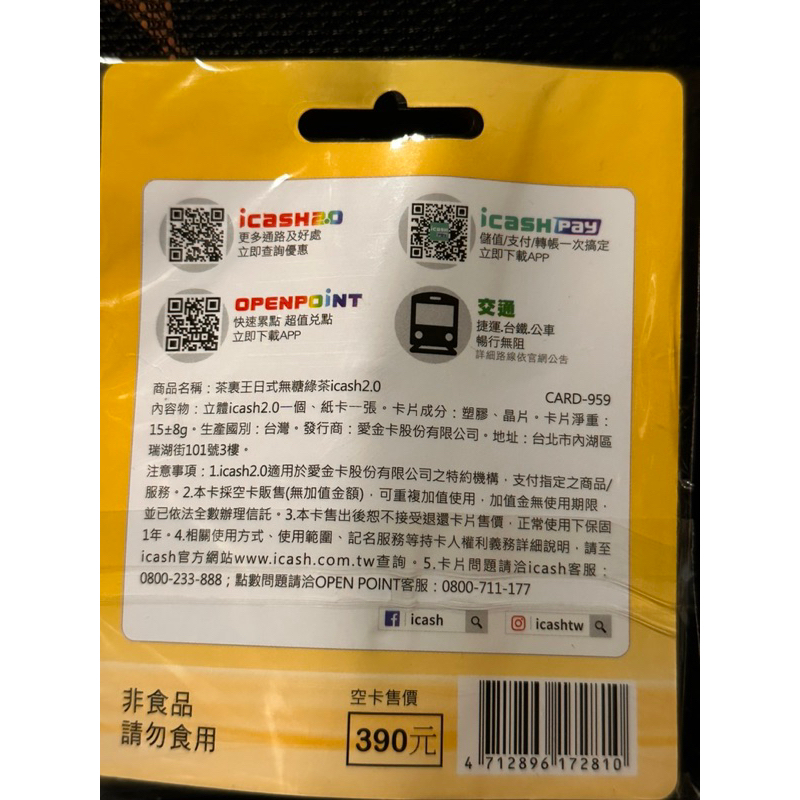 icash2.0
更多通路及好處
立即查詢優惠
icash Pay
儲值/支付/轉帳一次搞定
立即下載APP
OPENPOINT
快速累點 超值兌點
立即下載APP
交通
捷運.台鐵.公車
暢行無阻
詳細路線依官網公告
商品名稱：茶裏王日式無糖綠茶icash2.0
CARD-959
內容物：立體icash2.0一個、紙卡一張。卡片成分：塑膠、晶片。卡片淨重：
15±8g。生產國別：台灣。發行商：愛金卡股份有限公司。地址：台北市內湖區
瑞湖街101號3樓。
注意事項：1.icash2.0適用於愛金卡股份有限公司之特約機構，支付指定之商品/
服務。2.本卡採空卡販售(無加值金額)，可重複加值使用，加值金無使用期限，
並已依法全數辦理信託。3.本卡售出後恕不接受退還卡片售價，正常使用下保固
1年。4.相關使用方式、使用範圍、記名服務等持卡人權利義務詳細說明，請至
icash官方網站www.icash.com.tw查詢。5.卡片問題請洽icash客服：
0800-233-888；點數問題請洽OPEN POINT客服：0800-711-177
icash
icashtw
非食品
請勿食用
空卡售價
390元
4 712896 172810